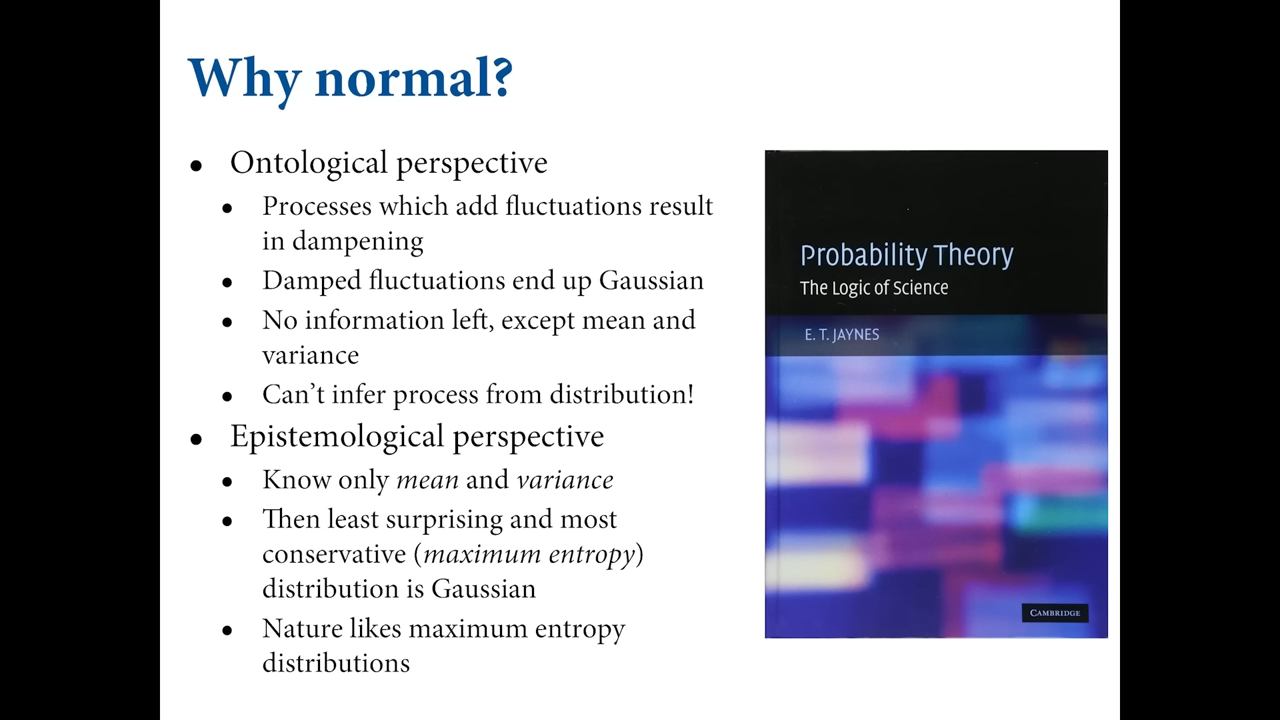 Why normal?
• Ontological perspective
• Processes which add fluctuations result
in dampening
• Damped fluctuations end up Gaussian
• No information left, except mean and
variance
• Can’t infer process from distribution!
• Epistemological perspective
• Know only mean and variance
• Then least surprising and most
conservative (maximum entropy)
distribution is Gaussian
• Nature likes maximum entropy
distributions
Probability Theory
The Logic of Science
E. T. JAYNES
CAMBRIDGE